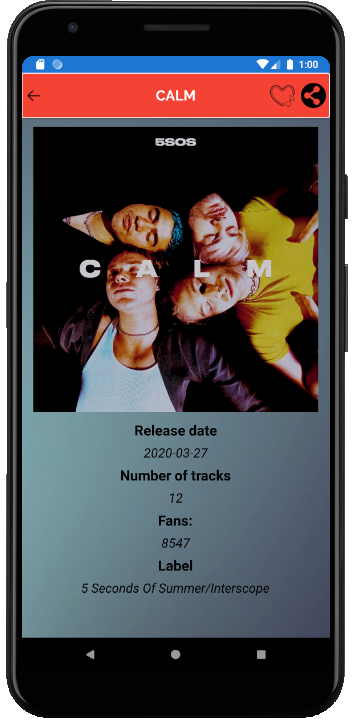 1:00
CALM
5SOS
C A L M
Release date
2020-03-27
Number of tracks
12
Fans:
8547
Label
5 Seconds Of Summer/Interscope